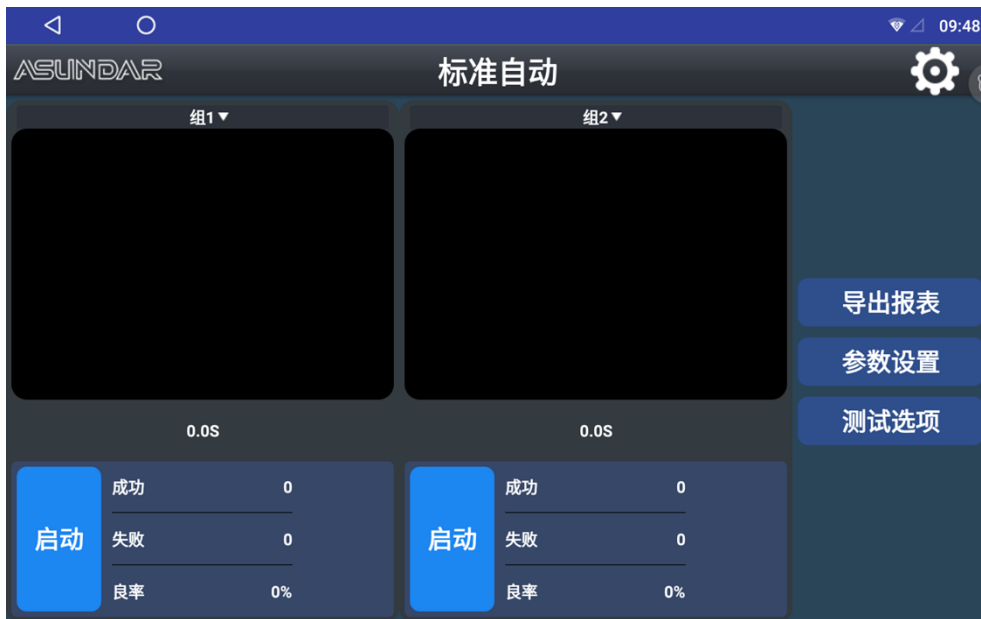 09:48
ASUNDAR
标准自动
组1▼
组2▼
0.0S
0.0S
导出报表
参数设置
测试选项
启动
成功 0
失败 0
良率 0%
启动
成功 0
失败 0
良率 0%